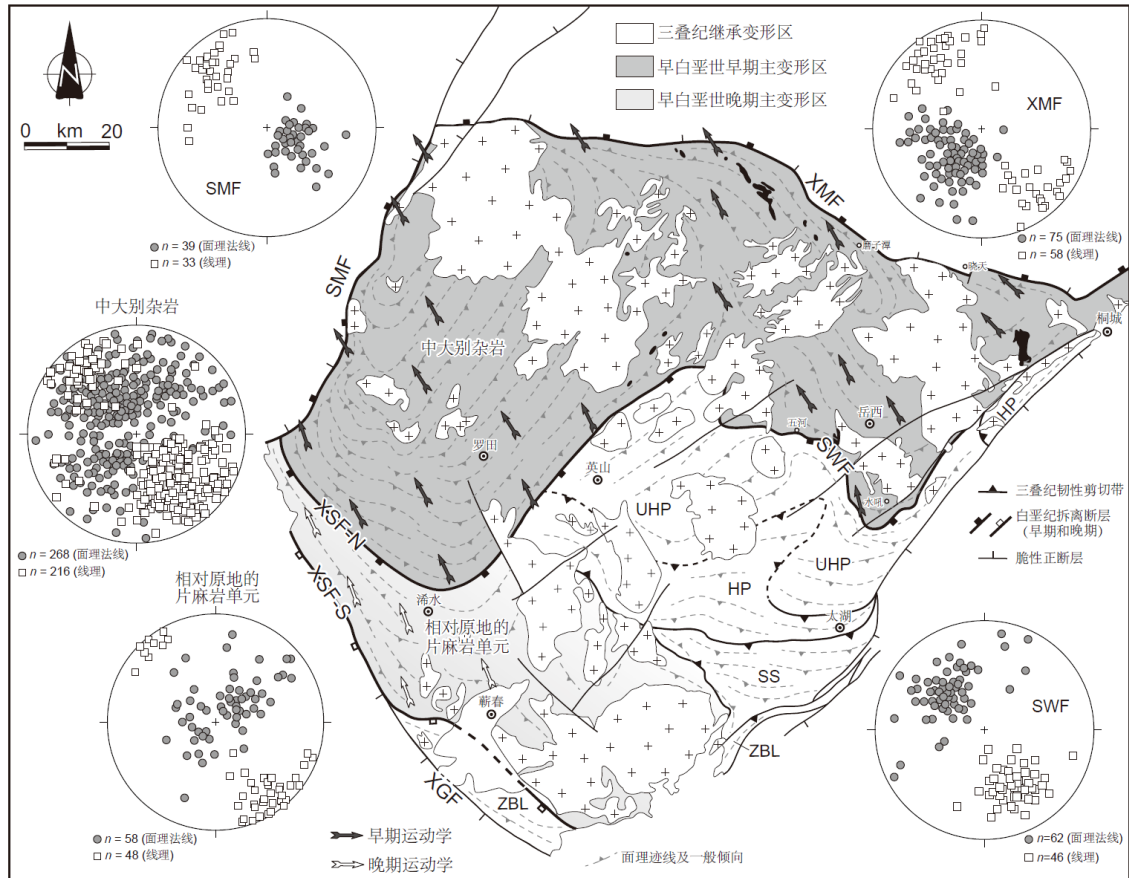 N
0 km 20
三叠纪继承变形区
早白垩世早期主变形区
早白垩世晚期主变形区
SMF
n = 39 (面理法线)
n = 33 (线理)
XMF
n = 75 (面理法线)
n = 58 (线理)
中大别杂岩
n = 268 (面理法线)
n = 216 (线理)
相对原地的
片麻岩单元
n = 58 (面理法线)
n = 48 (线理)
SWF
n=62 (面理法线)
n=46 (线理)
SMF
XMF
磨子潭
晓天
桐城
中大别杂岩
HP
岳西
五河
SWF
罗田
英山
水吼
UHP
XSF-N
XSF-S
UHP
HP
浠水
太湖
相对原地的
片麻岩单元
SS
蕲春
ZBL
XGF
ZBL
三叠纪韧性剪切带
白垩纪拆离断层
(早期和晚期)
脆性正断层
早期运动学
晚期运动学
面理迹线及一般倾向